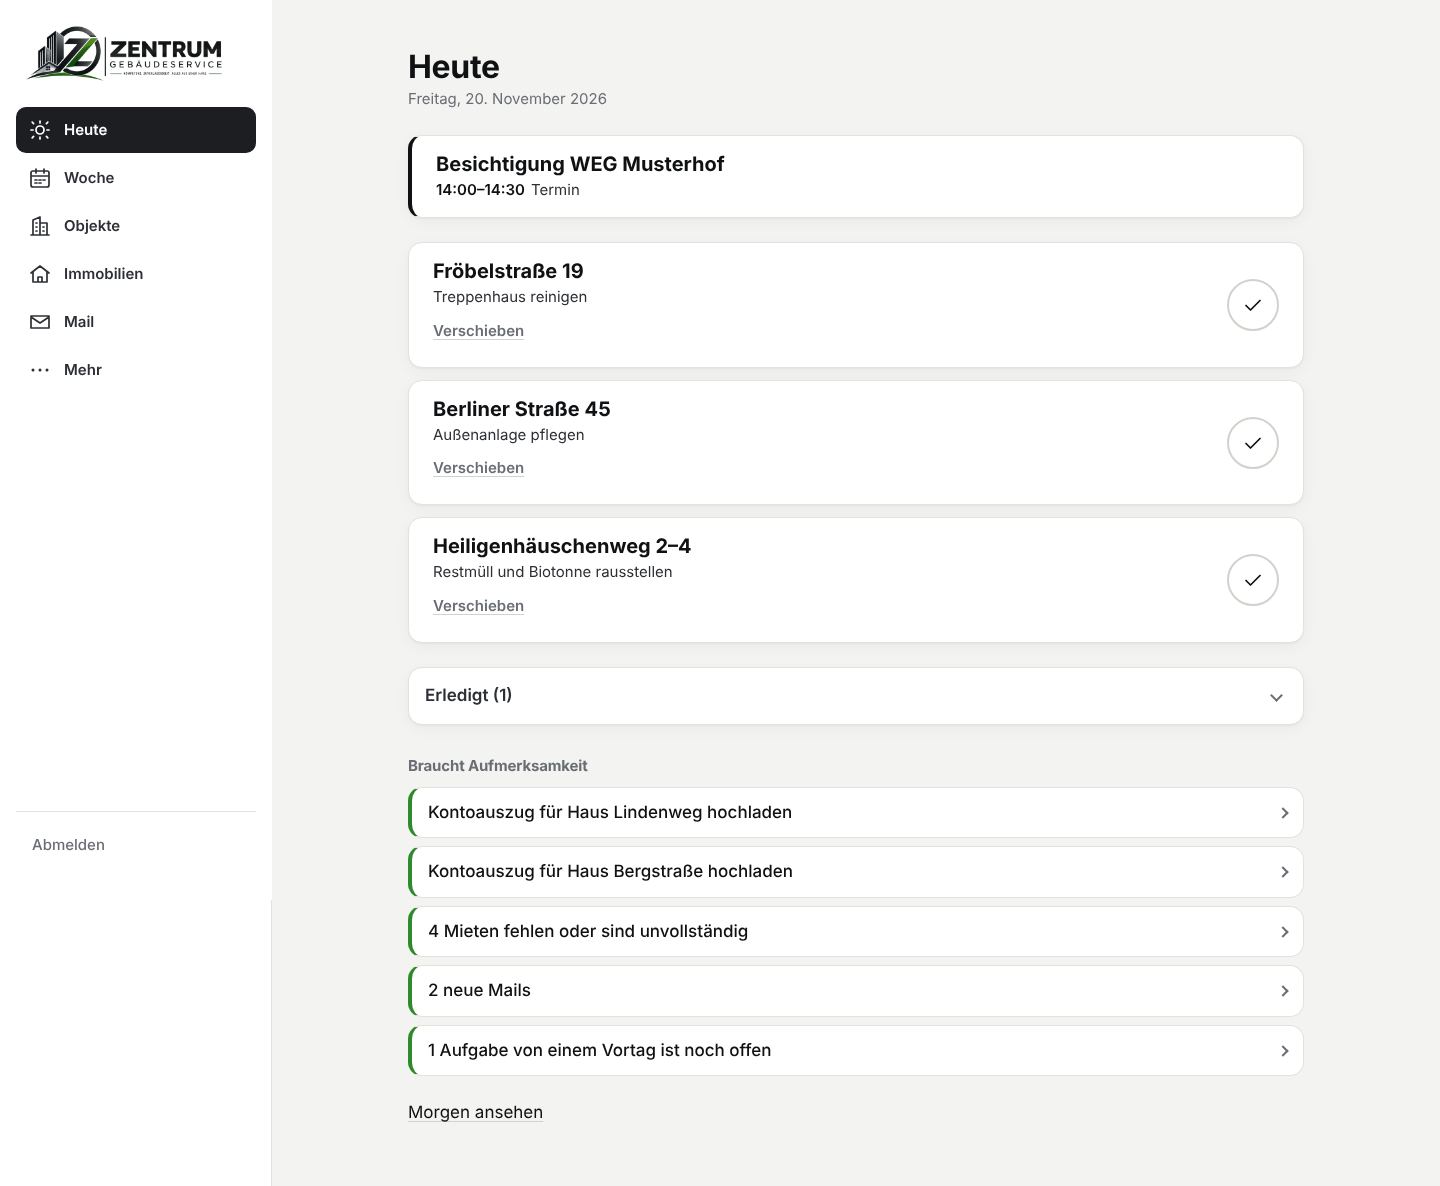 ZENTRUM
GEBÄUDESERVICE
Heute
Woche
Objekte
Immobilien
Mail
Mehr
Abmelden
Heute
Freitag, 20. November 2026
Besichtigung WEG Musterhof
14:00–14:30 Termin
Fröbelstraße 19
Treppenhaus reinigen
Verschieben
Berliner Straße 45
Außenanlage pflegen
Verschieben
Heiligenhäuschenweg 2–4
Restmüll und Biotonne rausstellen
Verschieben
Erledigt (1)
Braucht Aufmerksamkeit
Kontoauszug für Haus Lindenweg hochladen
Kontoauszug für Haus Bergstraße hochladen
4 Mieten fehlen oder sind unvollständig
2 neue Mails
1 Aufgabe von einem Vortag ist noch offen
Morgen ansehen